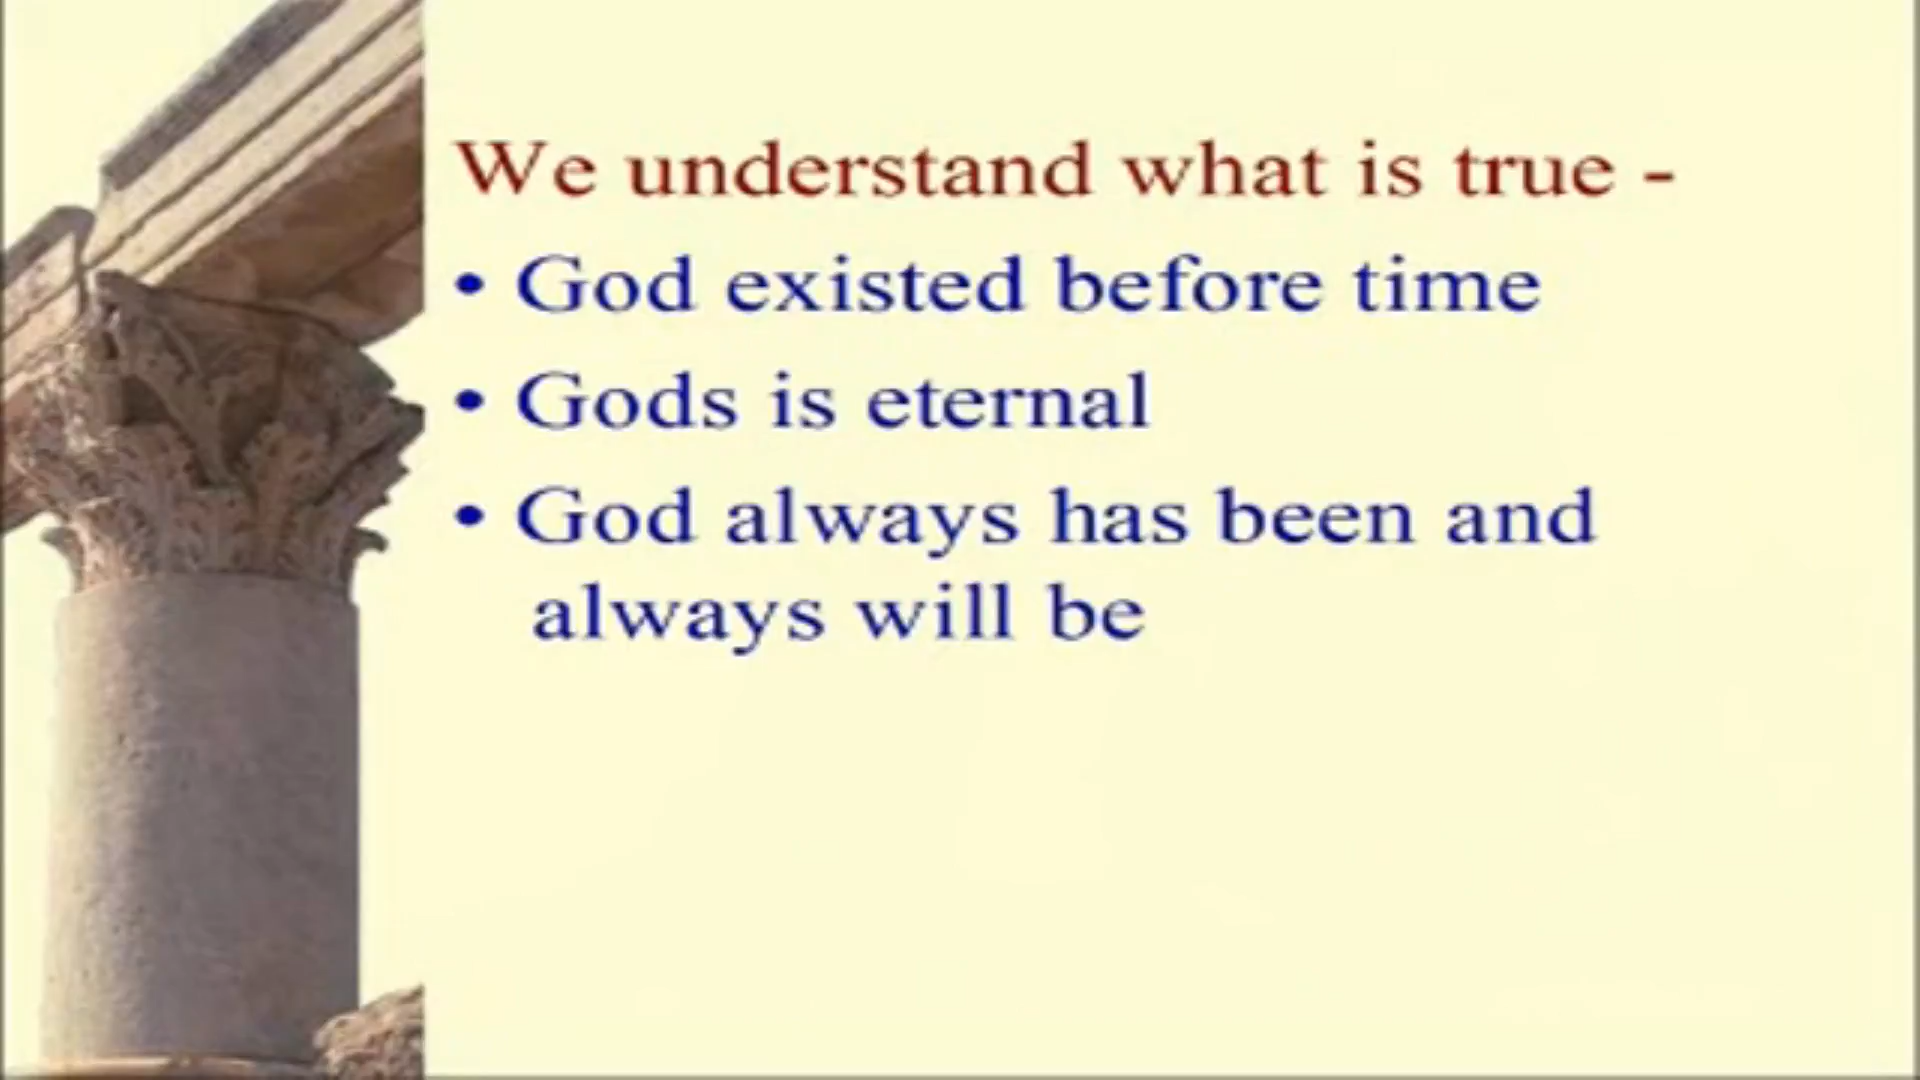 We understand what is true -
• God existed before time
• Gods is eternal
• God always has been and
always will be